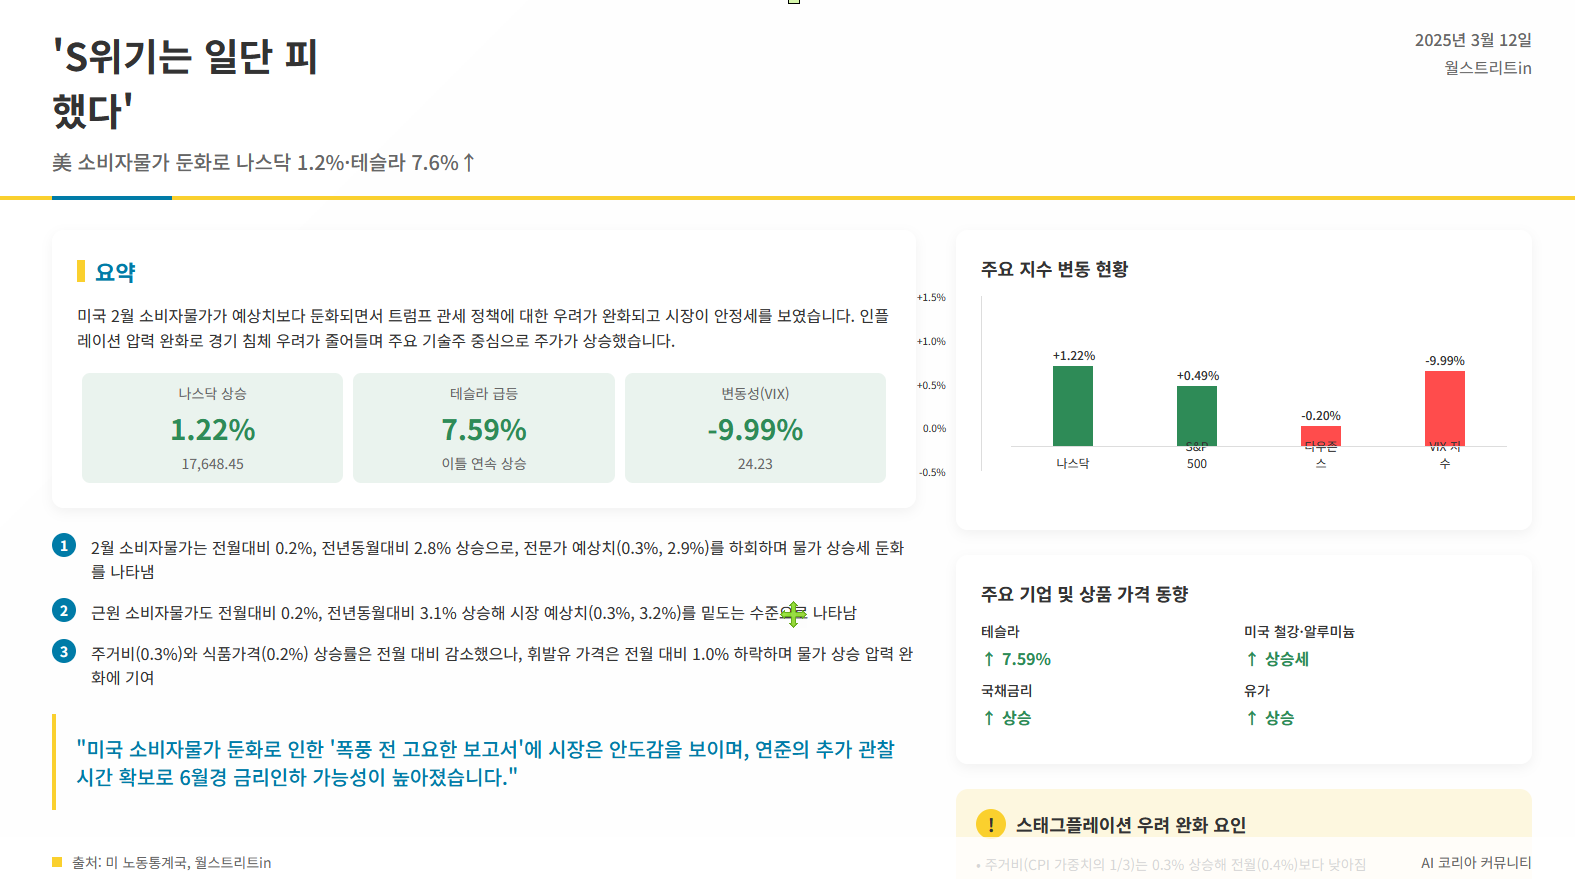 'S위기는 일단 피
했다'
美 소비자물가 둔화로 나스닥 1.2%·테슬라 7.6%↑
2025년 3월 12일
월스트리트in
요약
미국 2월 소비자물가가 예상치보다 둔화되면서 트럼프 관세 정책에 대한 우려가 완화되고 시장이 안정세를 보였습니다. 인플
레이션 압력 완화로 경기 침체 우려가 줄어들며 주요 기술주 중심으로 주가가 상승했습니다.
나스닥 상승
1.22%
17,648.45
테슬라 급등
7.59%
이틀 연속 상승
변동성(VIX)
-9.99%
24.23
1 2월 소비자물가는 전월대비 0.2%, 전년동월대비 2.8% 상승으로, 전문가 예상치(0.3%, 2.9%)를 하회하며 물가 상승세 둔화
를 나타냄
2 근원 소비자물가도 전월대비 0.2%, 전년동월대비 3.1% 상승해 시장 예상치(0.3%, 3.2%)를 밑도는 수준으로 나타남
3 주거비(0.3%)와 식품가격(0.2%) 상승률은 전월 대비 감소했으나, 휘발유 가격은 전월 대비 1.0% 하락하며 물가 상승 압력 완
화에 기여
"미국 소비자물가 둔화로 인한 '폭풍 전 고요한 보고서'에 시장은 안도감을 보이며, 연준의 추가 관찰
시간 확보로 6월경 금리인하 가능성이 높아졌습니다."
주요 지수 변동 현황
+1.5%
+1.0%
+0.5%
0.0%
-0.5%
+1.22%
+0.49%
-0.20%
-9.99%
나스닥
S&P
500
다우존
스
VIX 지
수
주요 기업 및 상품 가격 동향
테슬라
↑ 7.59%
미국 철강·알루미늄
↑ 상승세
국채금리
↑ 상승
유가
↑ 상승
! 스태그플레이션 우려 완화 요인
• 주거비(CPI 가중치의 1/3)는 0.3% 상승해 전월(0.4%)보다 낮아짐
출처: 미 노동통계국, 월스트리트in
AI 코리아 커뮤니티